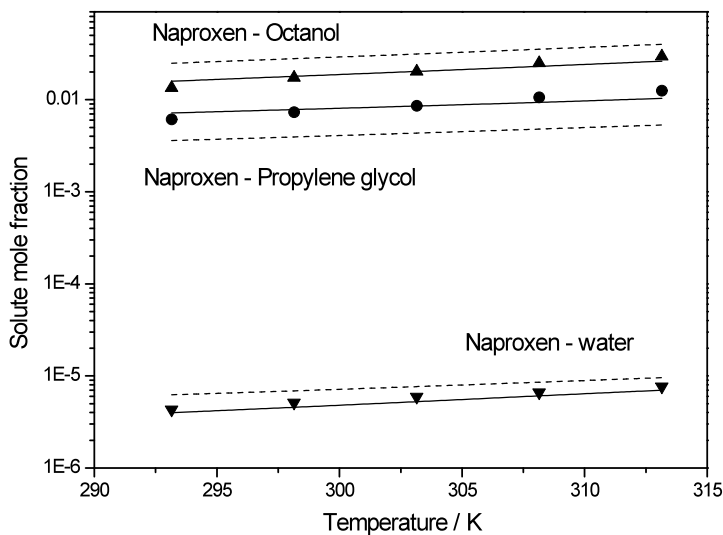 Naproxen - Octanol
0.01
Naproxen - Propylene glycol
1E-3
Solute mole fraction
1E-4
Naproxen - water
1E-5
1E-6
290 295 300 305 310 315
Temperature / K